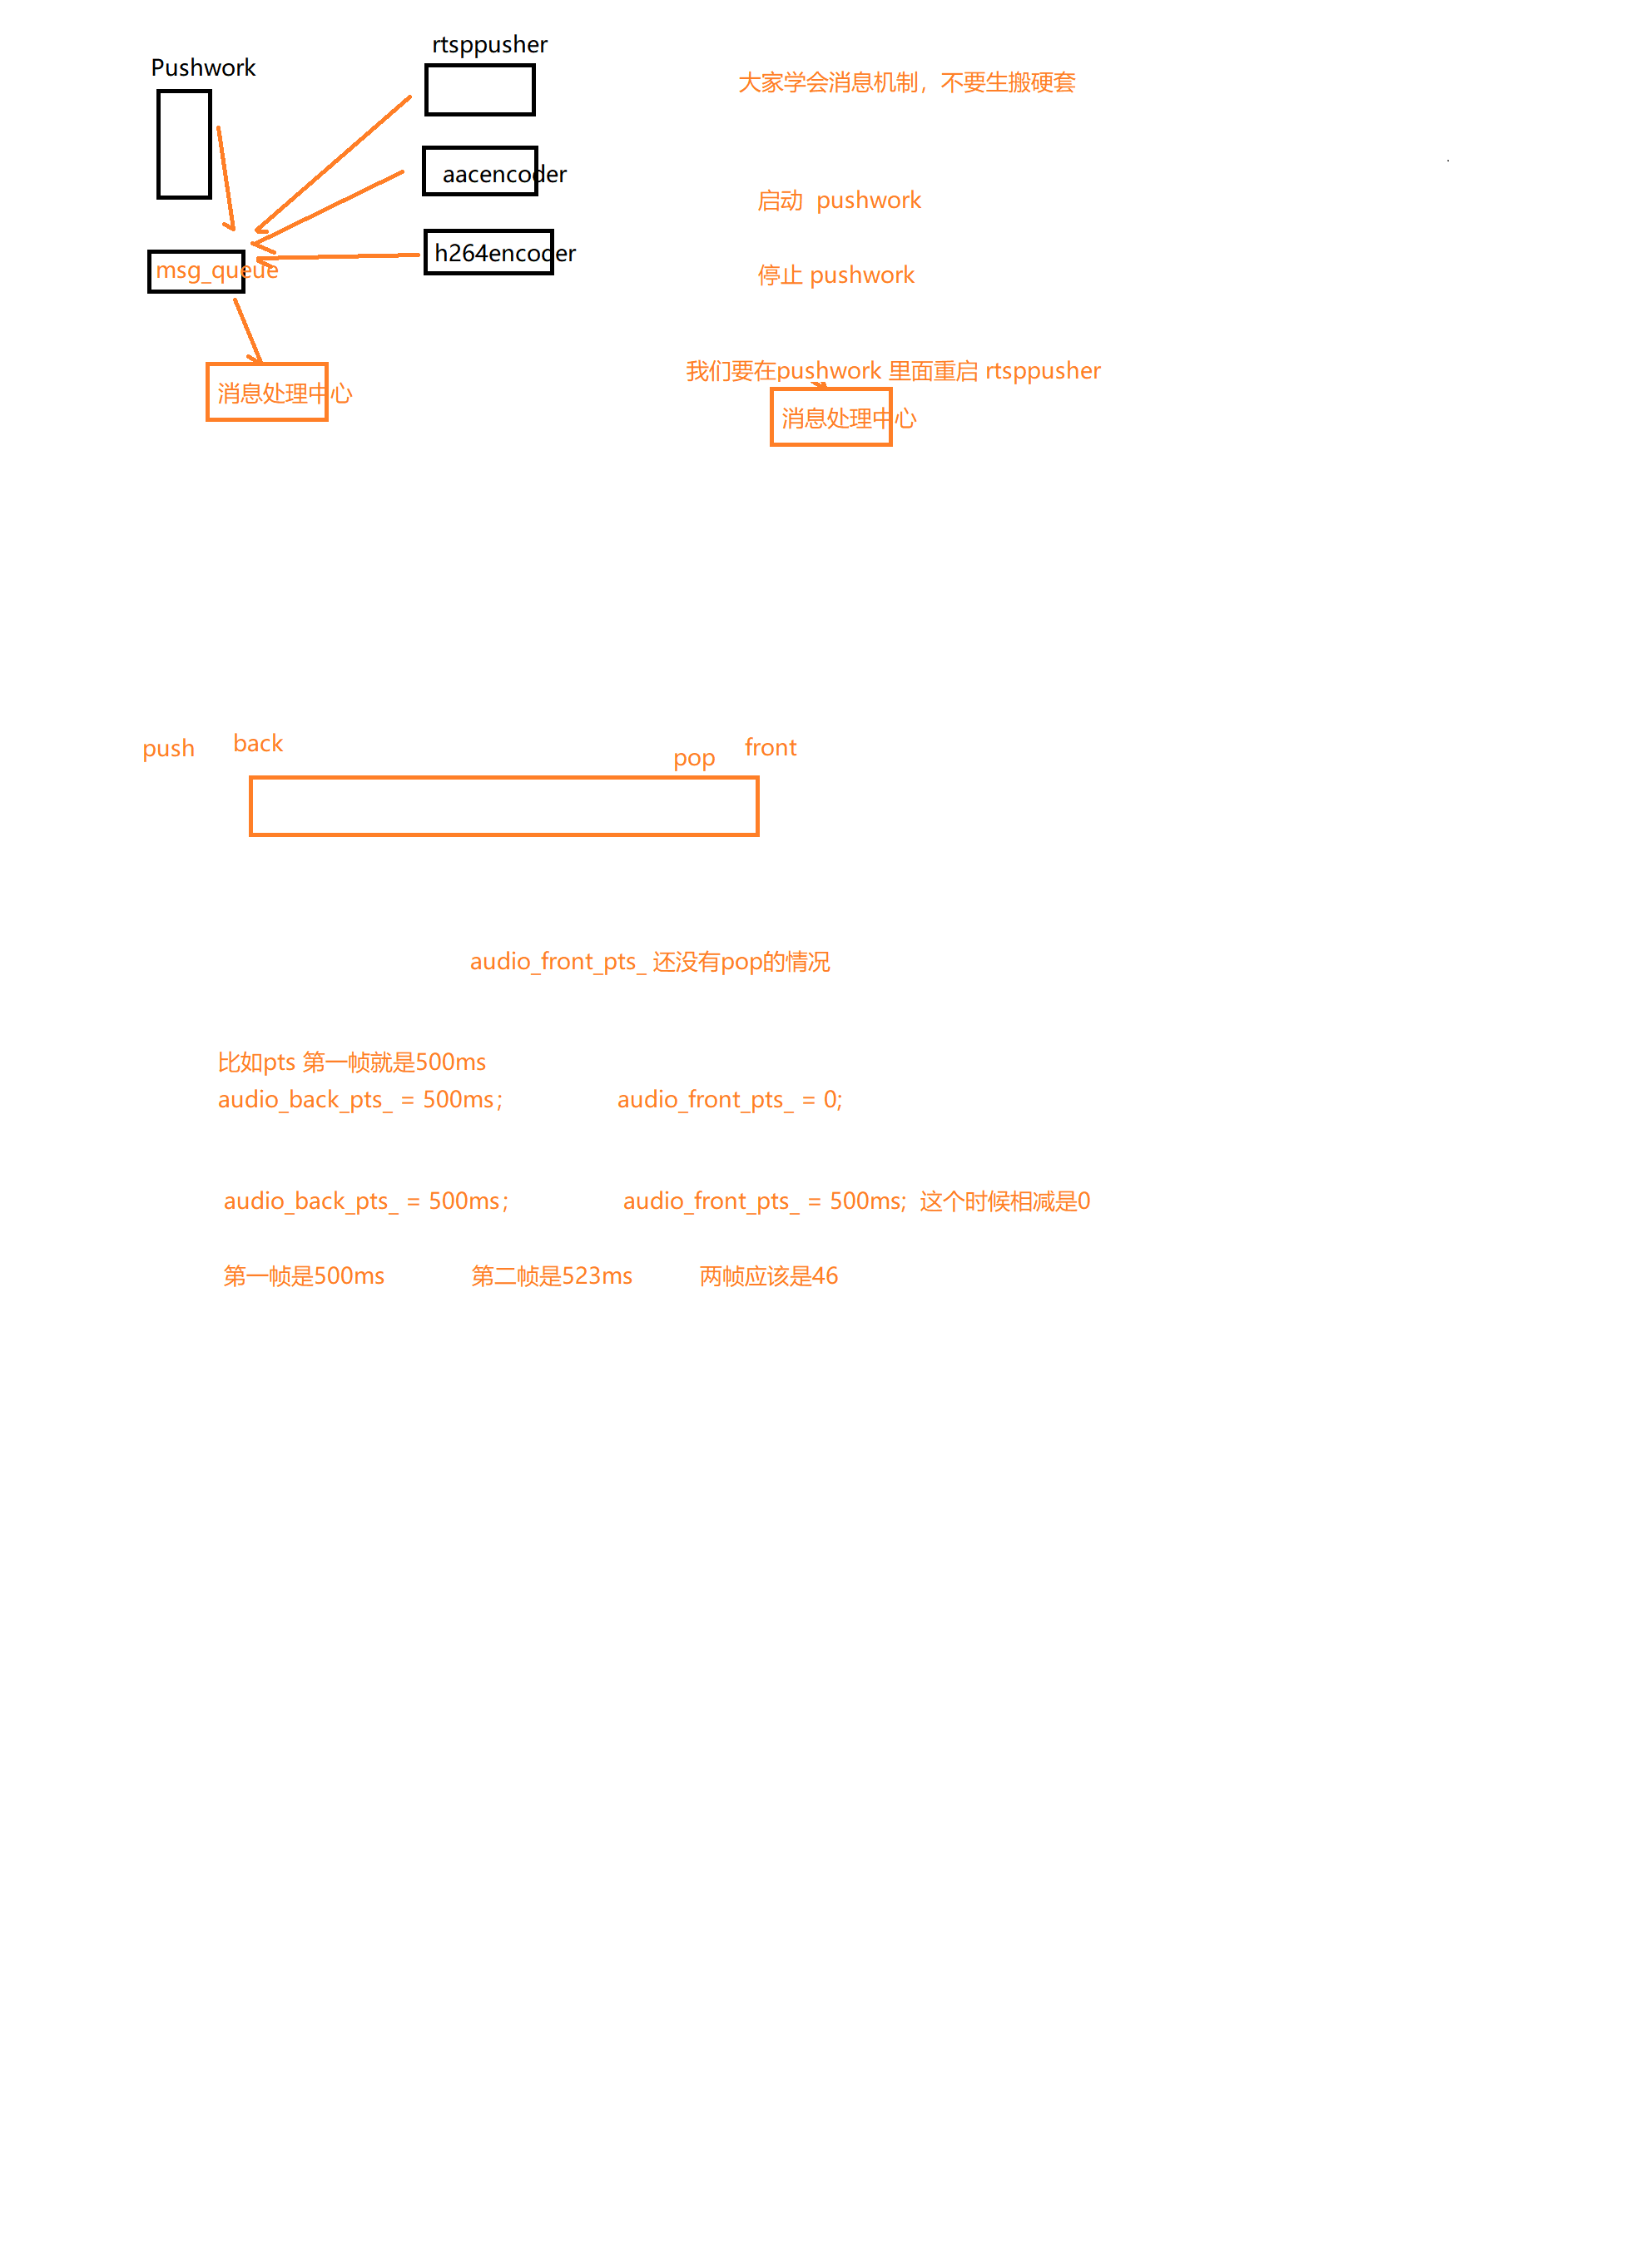 rtsppusher
Pushwork
大家学会消息机制，不要生搬硬套
aacencoder
启动  pushwork
h264encoder
msg_queue
停止 pushwork
我们要在pushwork 里面重启 rtsppusher
消息处理中心
消息处理中心
push
back
pop
front
audio_front_pts_ 还没有pop的情况
比如pts 第一帧就是500ms
audio_back_pts_ = 500ms；  audio_front_pts_ = 0;
audio_back_pts_ = 500ms；  audio_front_pts_ = 500ms;  这个时候相减是0
第一帧是500ms  第二帧是523ms  两帧应该是46